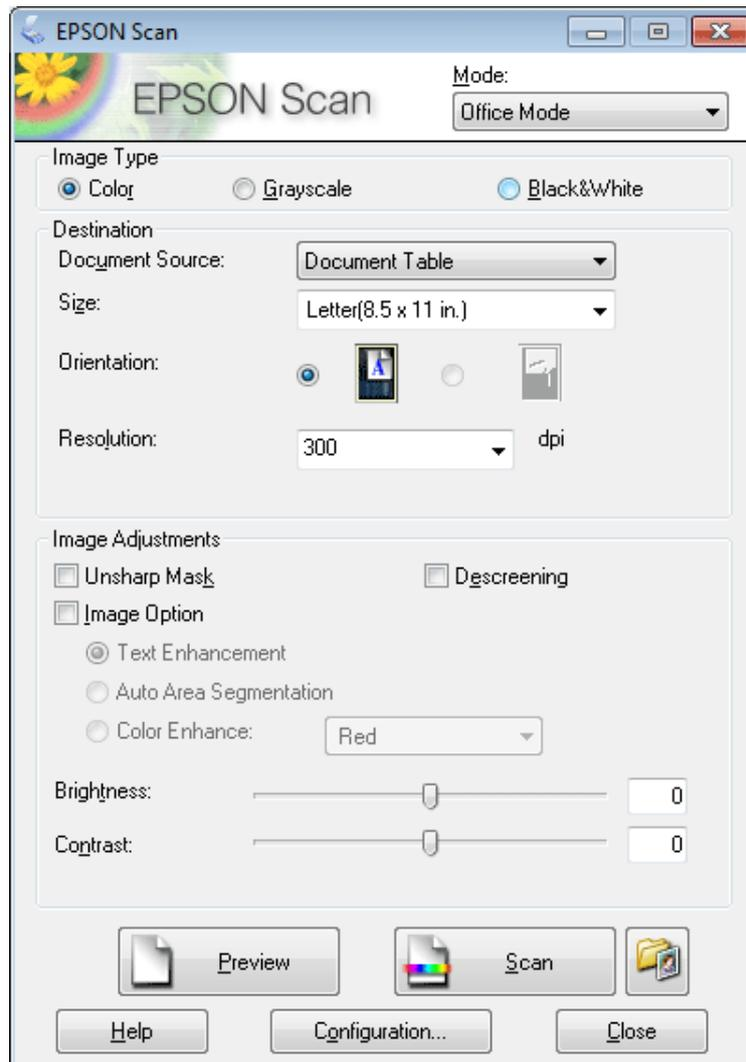 EPSON Scan
EPSON Scan
Mode:
Office Mode
Image Type
Color
Grayscale
Black&White
Destination
Document Source:
Document Table
Size:
Letter(8.5 x 11 in.)
Orientation:
A
Resolution:
300
dpi
Image Adjustments
Unsharp Mask
Descreening
Image Option
Text Enhancement
Auto Area Segmentation
Color Enhance:
Red
Brightness:
0
Contrast:
0
Preview
Scan
Help
Configuration...
Close